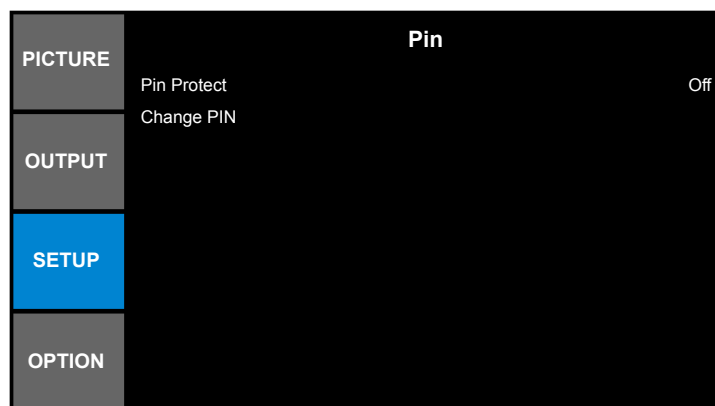 PICTURE
OUTPUT
SETUP
OPTION
Pin
Pin Protect Off
Change PIN